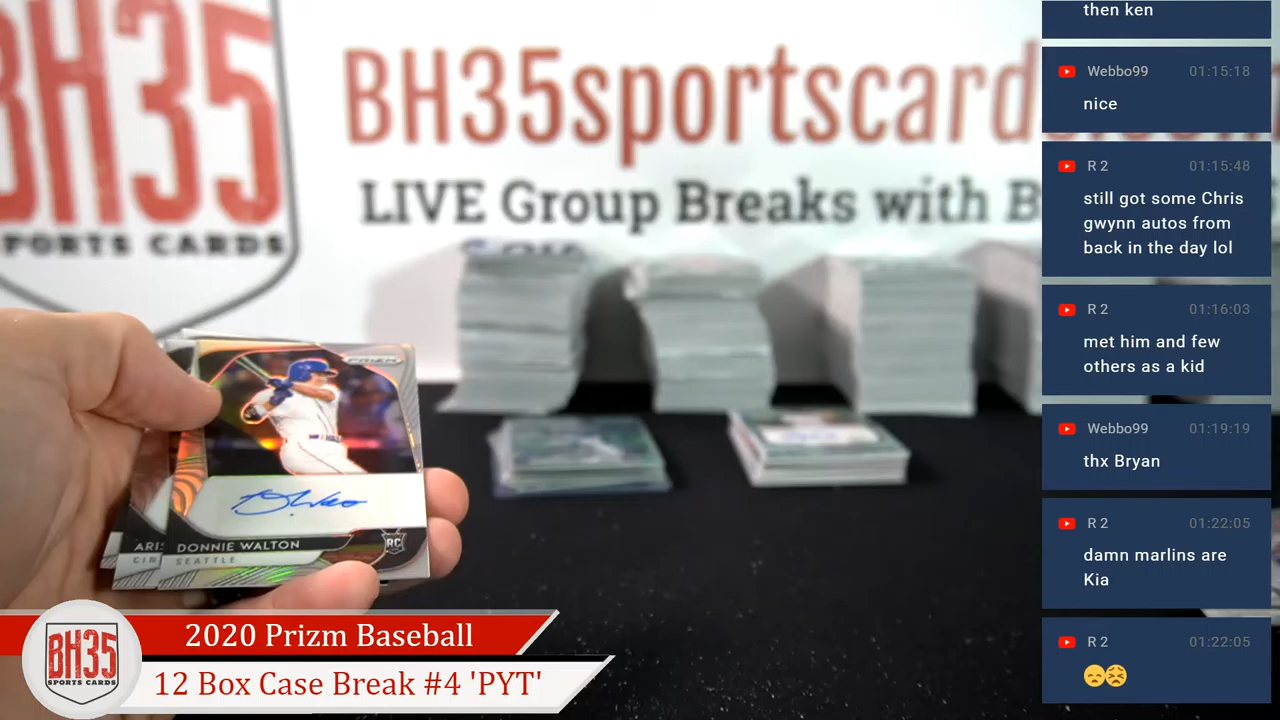 BH35
SPORTS CARDS
BH35sportscard
LIVE Group Breaks with B
PRIZM
RC
DONNIE WALTON
SEATTLE
ARIS
CIN
BH35
SPORTS CARDS
2020 Prizm Baseball
12 Box Case Break #4 'PYT'
then ken
Webbo99 01:15:18
nice
R 2 01:15:48
still got some Chris
gwynn autos from
back in the day lol
R 2 01:16:03
met him and few
others as a kid
Webbo99 01:19:19
thx Bryan
R 2 01:22:05
damn marlins are
Kia
R 2 01:22:05
😞😣